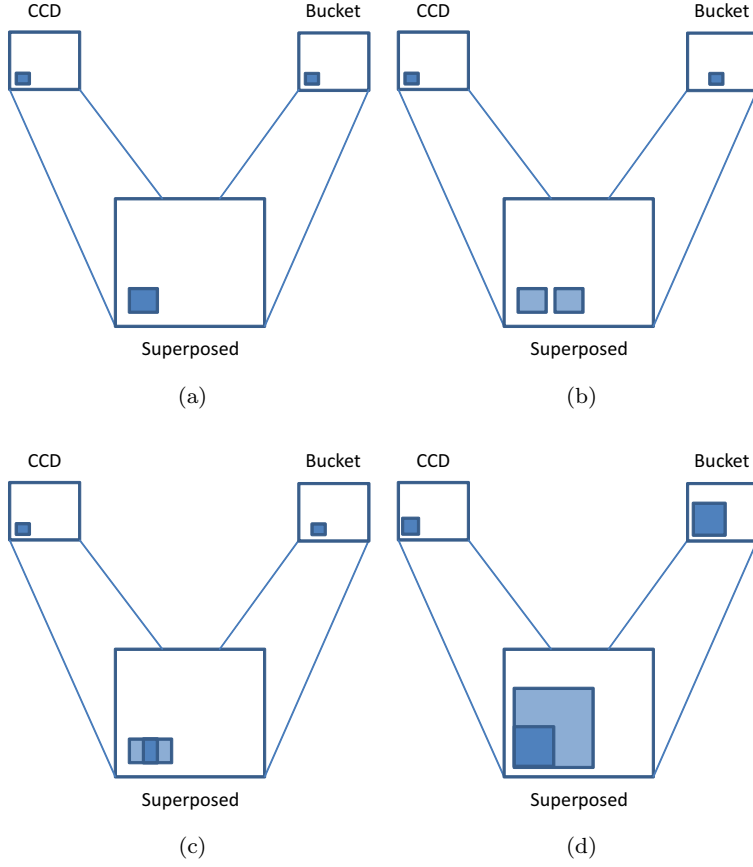 CCD
Bucket
Superposed
(a)
CCD
Bucket
Superposed
(b)
CCD
Bucket
Superposed
(c)
CCD
Bucket
Superposed
(d)